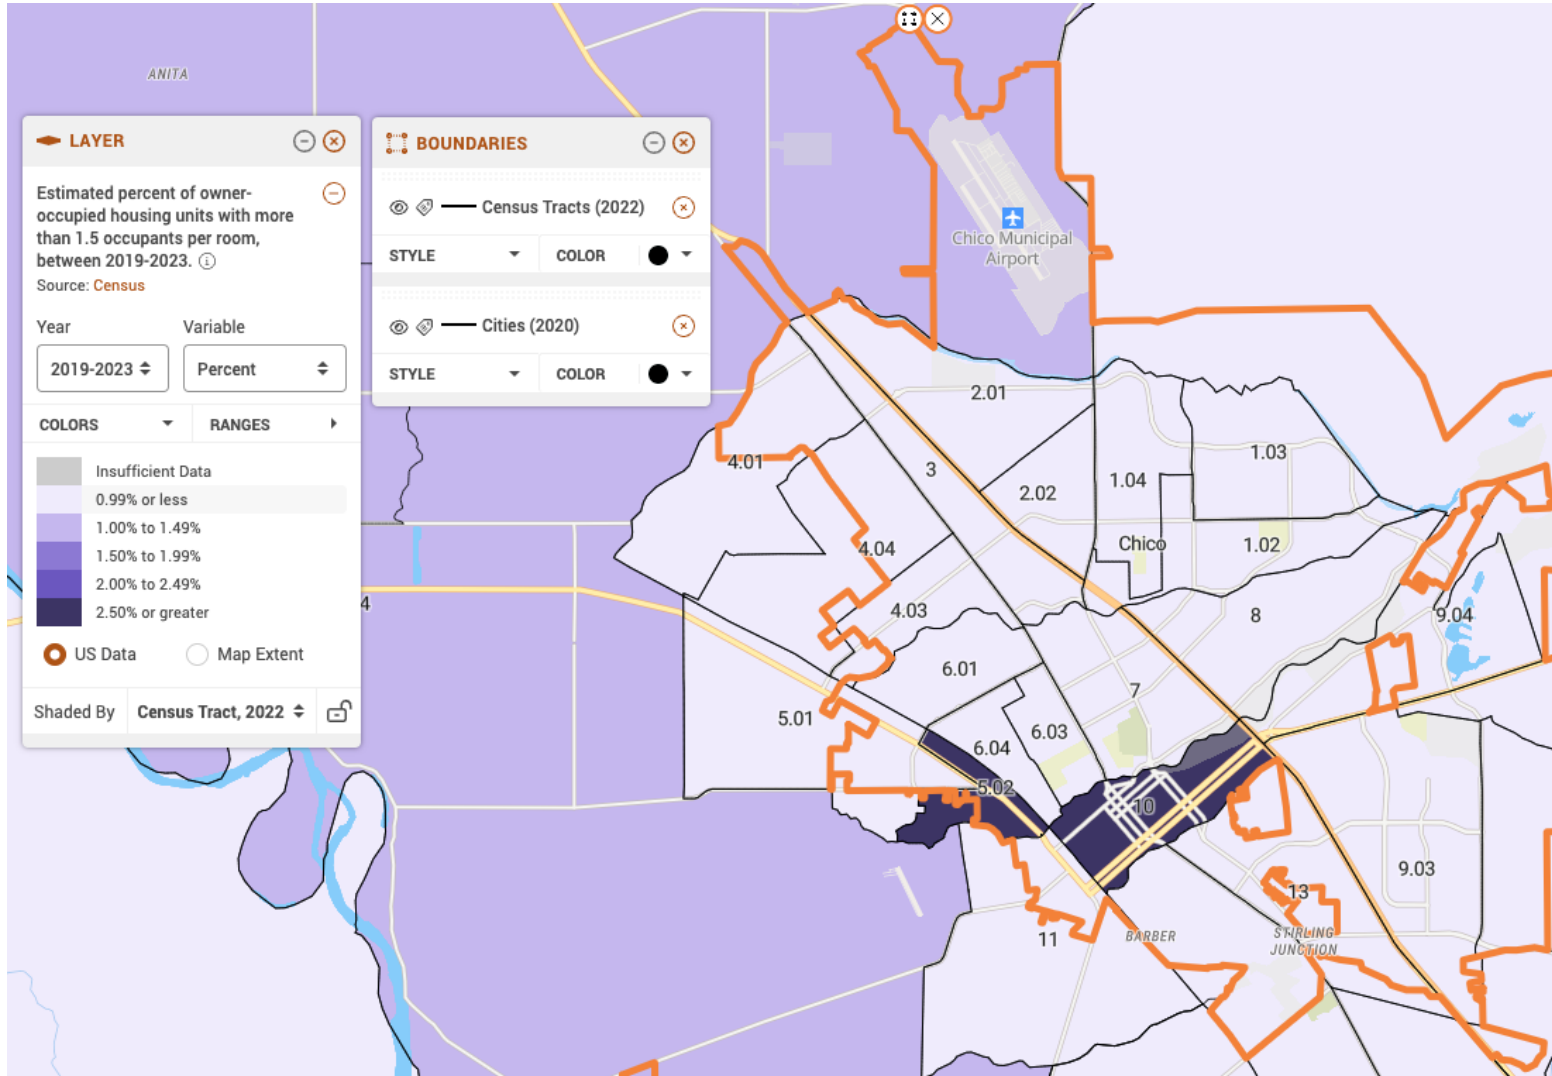 ANITA
LAYER
Estimated percent of owner-
occupied housing units with more
than 1.5 occupants per room,
between 2019-2023.
Source: Census
Year
Variable
2019-2023
Percent
COLORS
RANGES
Insufficient Data
0.99% or less
1.00% to 1.49%
1.50% to 1.99%
2.00% to 2.49%
2.50% or greater
US Data
Map Extent
Shaded By
Census Tract, 2022
BOUNDARIES
Census Tracts (2022)
STYLE
COLOR
Cities (2020)
STYLE
COLOR
Chico Municipal
Airport
2.01
4.01
3
2.02
1.04
1.03
4.04
Chico
1.02
4
4.03
8
9.04
6.01
7
5.01
6.03
6.04
5.02
10
9.03
13
11
BARBER
STIRLING
JUNCTION